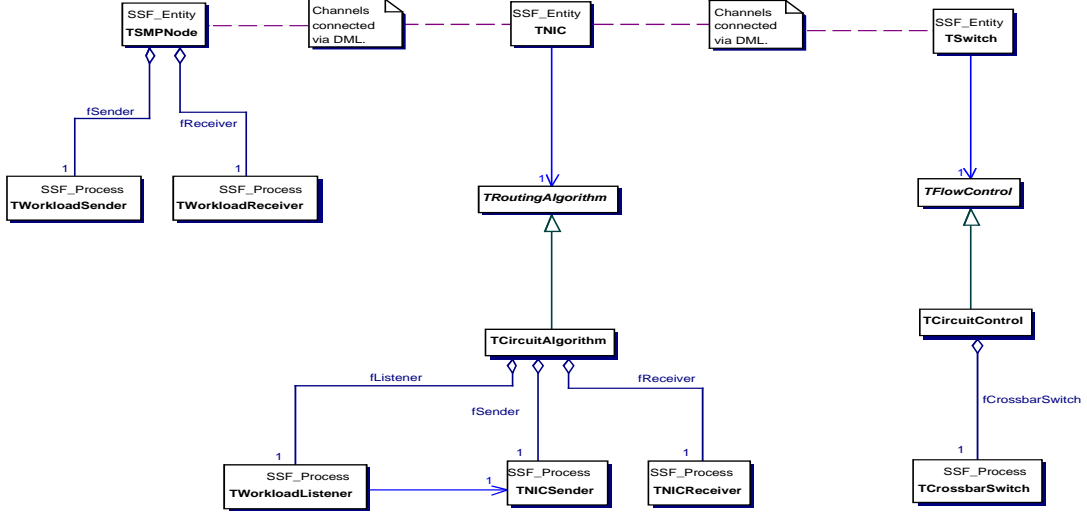 SSF_Entity
TSMPNode
Channels
connected
via DML.
SSF_Entity
TNIC
Channels
connected
via DML.
SSF_Entity
TSwitch
fSender
fReceiver
1
1
SSF_Process
TWorkloadSender
SSF_Process
TWorkloadReceiver
1
TRoutingAlgorithm
1
TFlowControl
TCircuitAlgorithm
TCircuitControl
fListener
fSender
fReceiver
fCrossbarSwitch
1
1
1
1
SSF_Process
TWorkloadListener
1
SSF_Process
TNICSender
SSF_Process
TNICReceiver
SSF_Process
TCrossbarSwitch